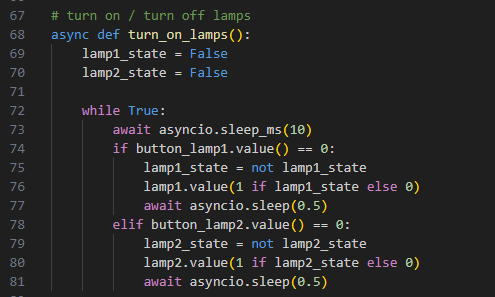 67 # turn on / turn off lamps
68 async def turn_on_lamps():
69     lamp1_state = False
70     lamp2_state = False
71
72     while True:
73         await asyncio.sleep_ms(10)
74         if button_lamp1.value() == 0:
75             lamp1_state = not lamp1_state
76             lamp1.value(1 if lamp1_state else 0)
77             await asyncio.sleep(0.5)
78         elif button_lamp2.value() == 0:
79             lamp2_state = not lamp2_state
80             lamp2.value(1 if lamp2_state else 0)
81             await asyncio.sleep(0.5)